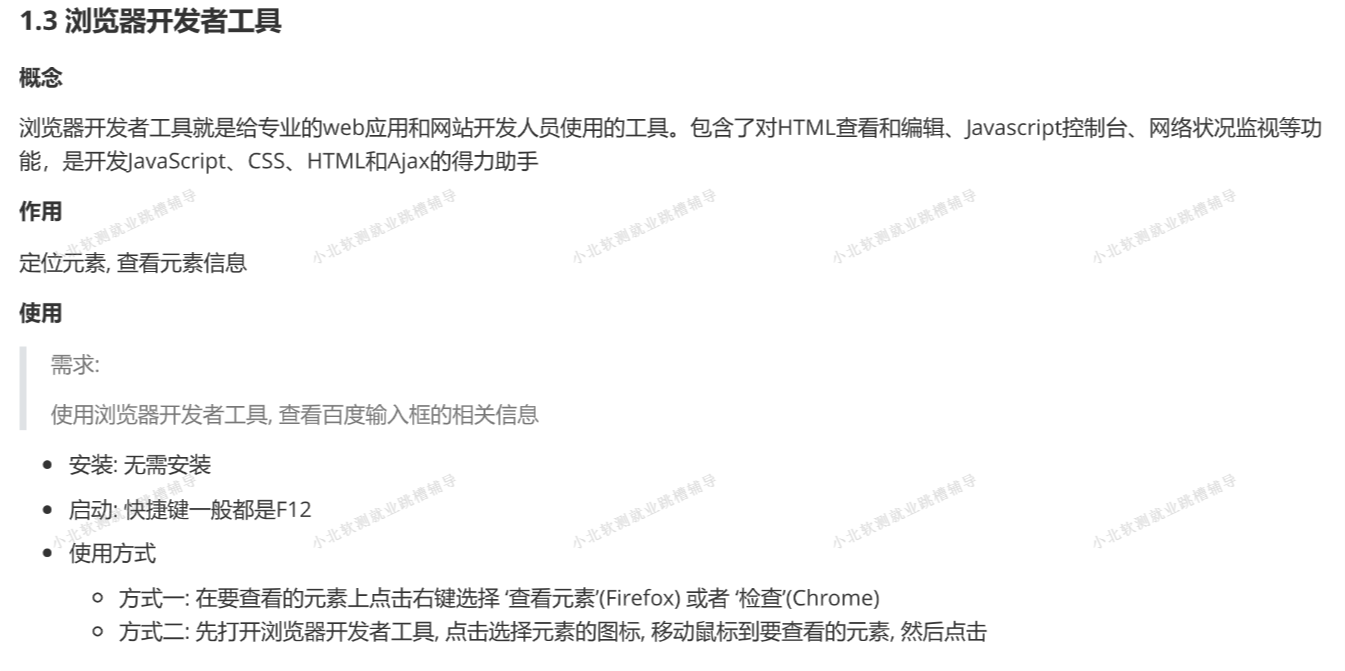 1.3 浏览器开发者工具
概念
浏览器开发者工具就是给专业的web应用和网站开发人员使用的工具。包含了对HTML查看和编辑、Javascript控制台、网络状况监视等功
能，是开发JavaScript、CSS、HTML和Ajax的得力助手
作用
小北软测就业跳槽辅导 小北软测就业跳槽辅导 小北软测就业跳槽辅导 小北软测就业跳槽辅导 小北软测就业跳槽辅导
定位元素, 查看元素信息
使用
需求:
使用浏览器开发者工具, 查看百度输入框的相关信息
• 安装: 无需安装
• 启动: 快捷键一般都是F12
小北软测就业跳槽辅导 小北软测就业跳槽辅导 小北软测就业跳槽辅导 小北软测就业跳槽辅导 小北软测就业跳槽辅导
• 使用方式
○ 方式一: 在要查看的元素上点击右键选择 ‘查看元素’(Firefox) 或者 ‘检查’(Chrome)
○ 方式二: 先打开浏览器开发者工具, 点击选择元素的图标, 移动鼠标到要查看的元素, 然后点击